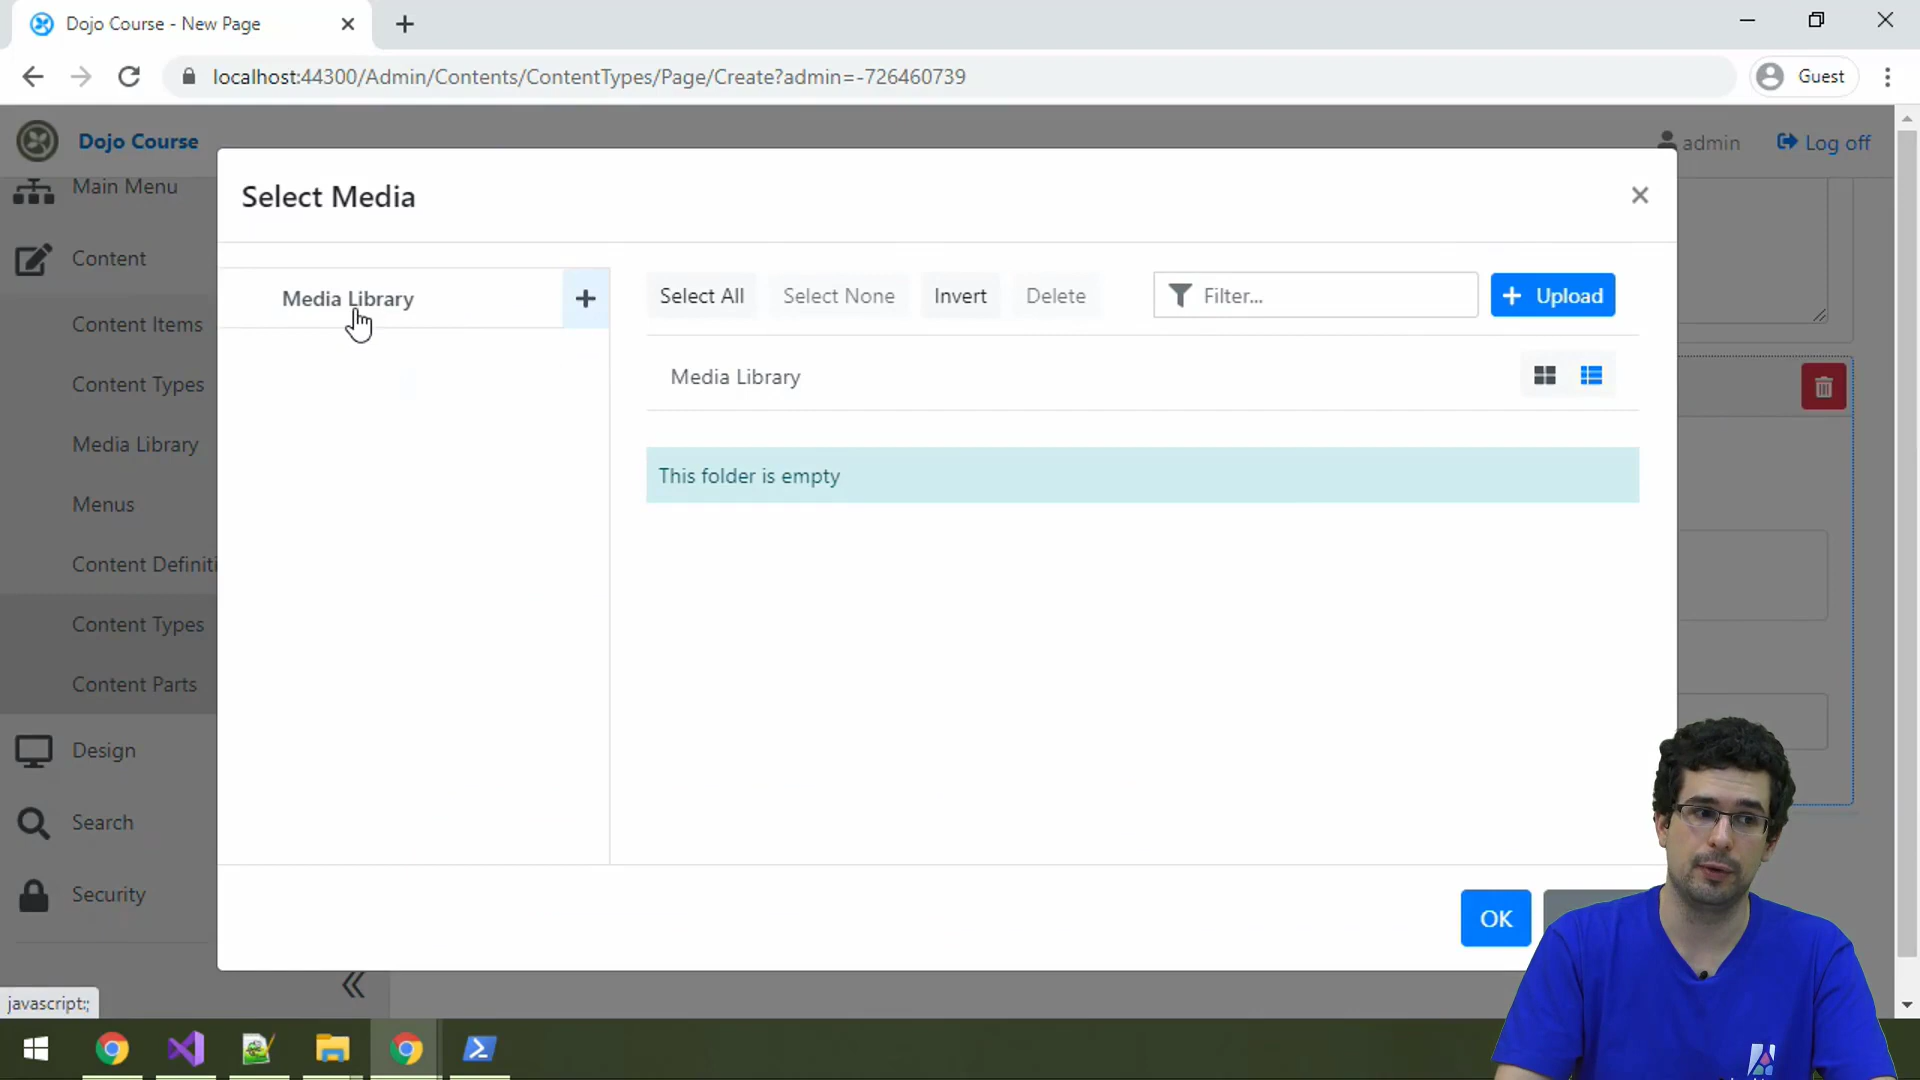 Dojo Course - New Page
localhost:44300/Admin/Contents/ContentTypes/Page/Create?admin=-726460739
Guest
Dojo Course
admin
Log off
Main Menu
Content
Content Items
Content Types
Media Library
Menus
Content Definiti
Content Types
Content Parts
Design
Search
Security
Select Media
Media Library
Select All
Select None
Invert
Delete
Filter...
Upload
Media Library
This folder is empty
OK
javascript:;